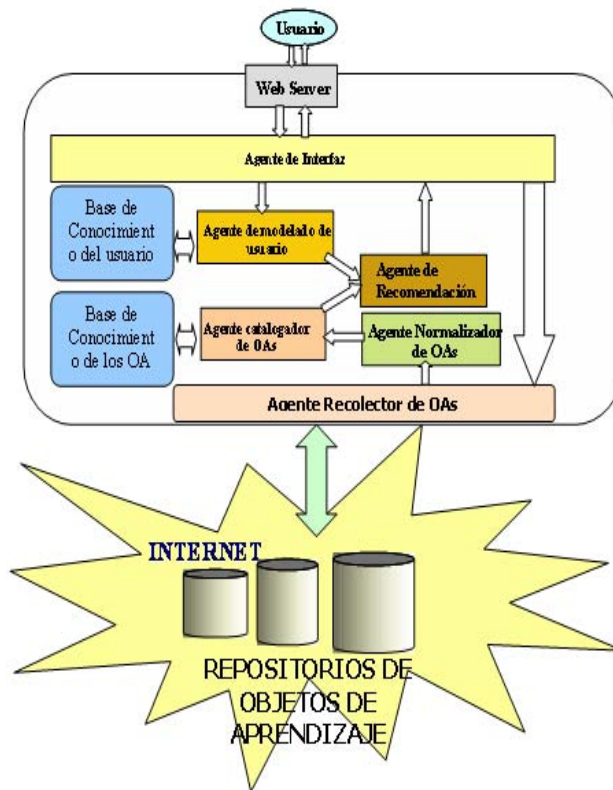 Usuario
Web Server
Agente de Interfaz
Base de
Conocimient
o del usuario
Agente de modelado de
usuario
Agente de
Recomendación
Base de
Conocimient
o de los OA
Agente catalogador
de OAs
Agente Normalizador
de OAs
Agente Recolector de OAs
INTERNET
REPOSITORIOS DE
OBJETOS DE
APRENDIZAJE